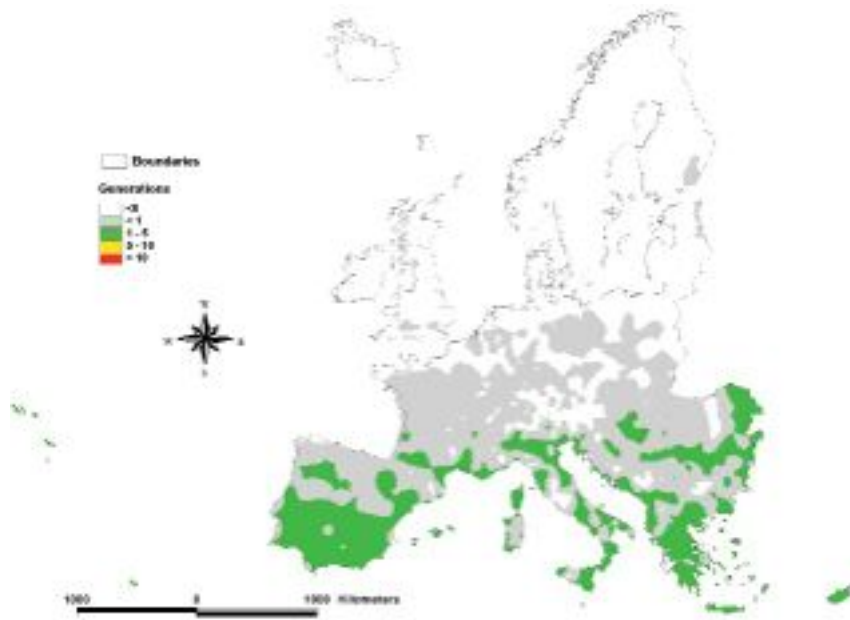 Boundaries
Generations
< 1
1 - 5
5 - 10
> 10
N
S
1000 0 1000 Kilometers